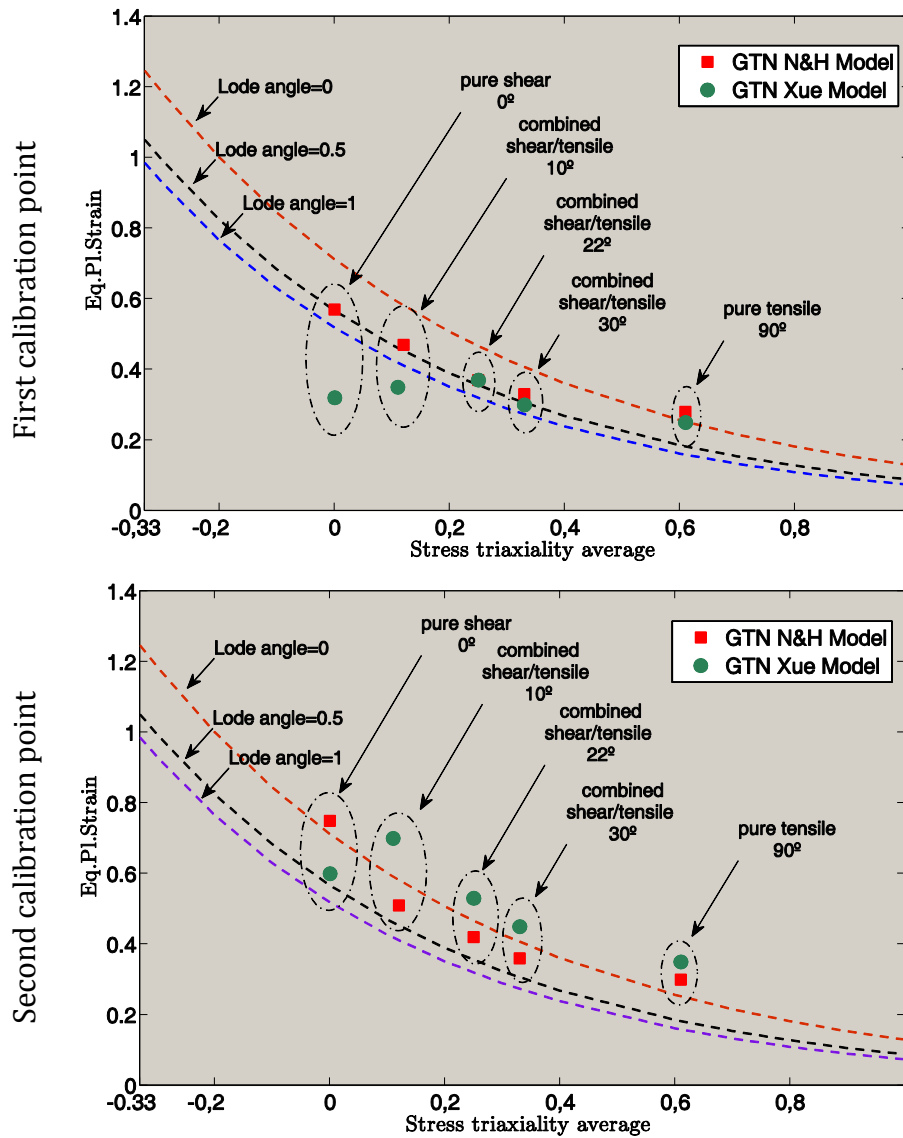 First calibration point
1.4
1.2
1
0.8
0.6
0.4
0.2
0
Eq.Pl.Strain
Lode angle=0
Lode angle=0.5
Lode angle=1
pure shear
0º
combined
shear/tensile
10º
combined
shear/tensile
22º
combined
shear/tensile
30º
pure tensile
90º
GTN N&H Model
GTN Xue Model
-0.33 -0,2 0 0,2 0,4 0,6 0,8
Stress triaxiality average
Second calibration point
1.4
1.2
1
0.8
0.6
0.4
0.2
0
Eq.Pl.Strain
Lode angle=0
Lode angle=0.5
Lode angle=1
pure shear
0º
combined
shear/tensile
10º
combined
shear/tensile
22º
combined
shear/tensile
30º
pure tensile
90º
GTN N&H Model
GTN Xue Model
-0.33 -0,2 0 0,2 0,4 0,6 0,8
Stress triaxiality average